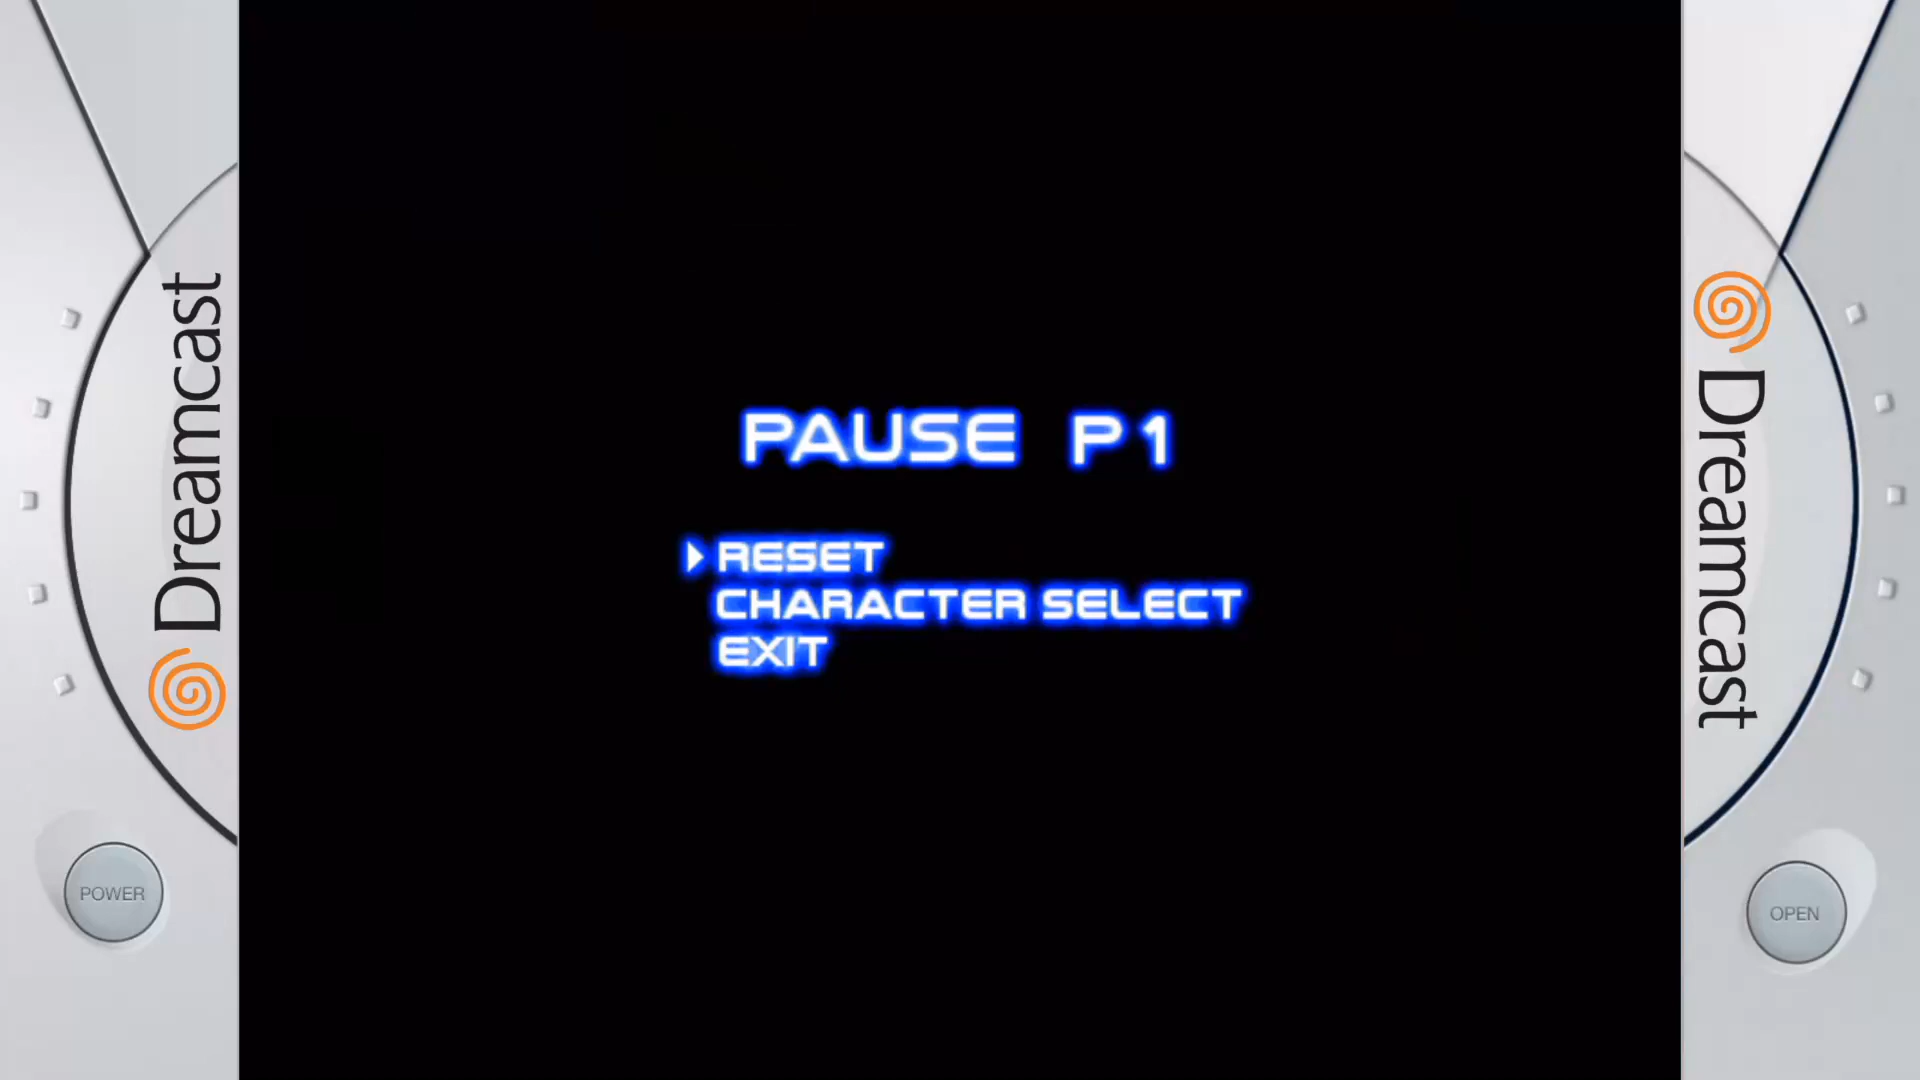 Dreamcast
POWER
PAUSE P1
RESET
CHARACTER SELECT
EXIT
Dreamcast
OPEN